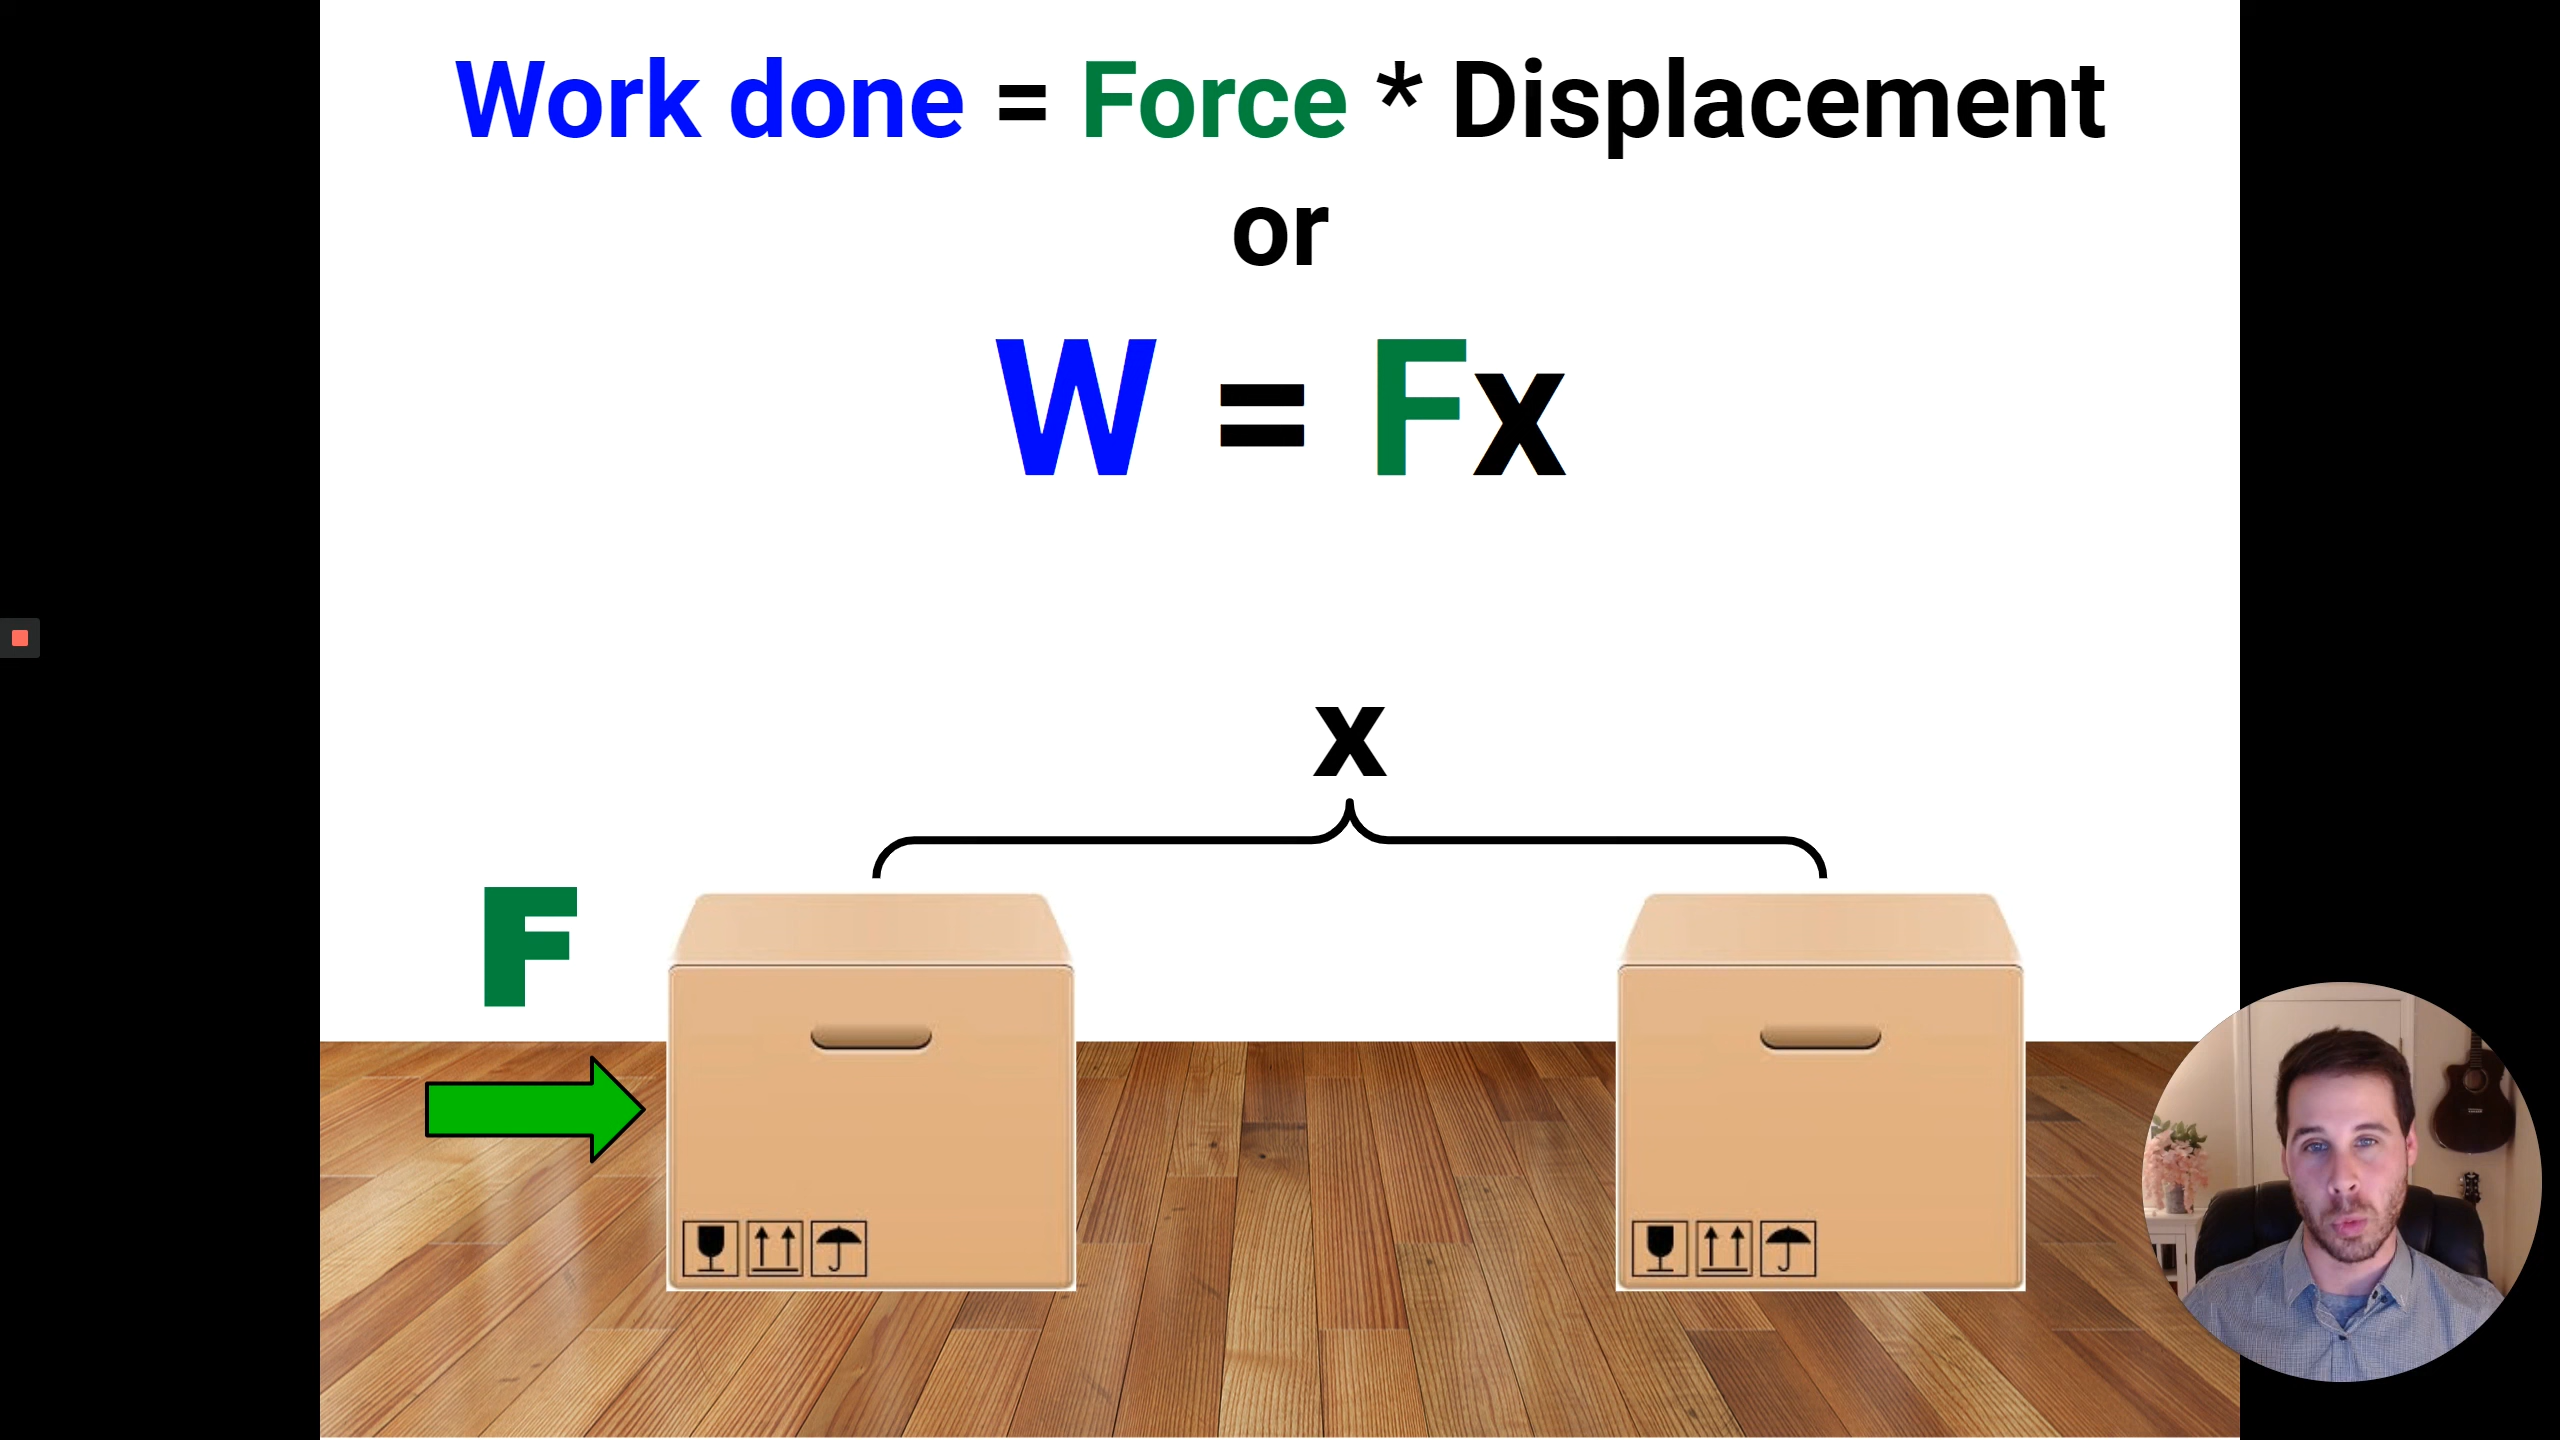 Work done = Force * Displacement
or
W = Fx
x
F